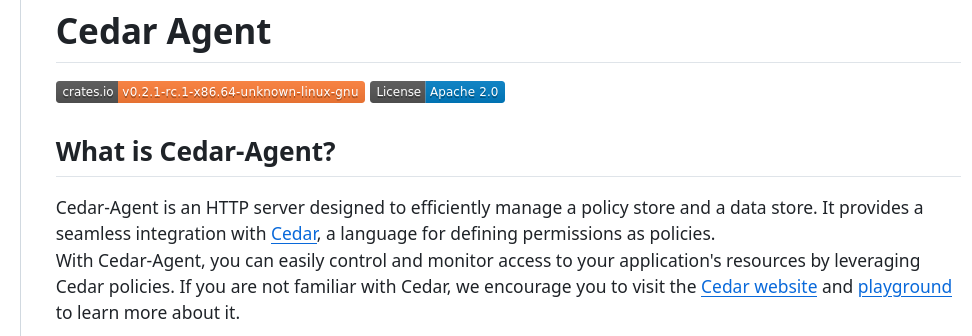 Cedar Agent
crates.io v0.2.1-rc.1-x86.64-unknown-linux-gnu License Apache 2.0
What is Cedar-Agent?
Cedar-Agent is an HTTP server designed to efficiently manage a policy store and a data store. It provides a
seamless integration with Cedar, a language for defining permissions as policies.
With Cedar-Agent, you can easily control and monitor access to your application's resources by leveraging
Cedar policies. If you are not familiar with Cedar, we encourage you to visit the Cedar website and playground
to learn more about it.